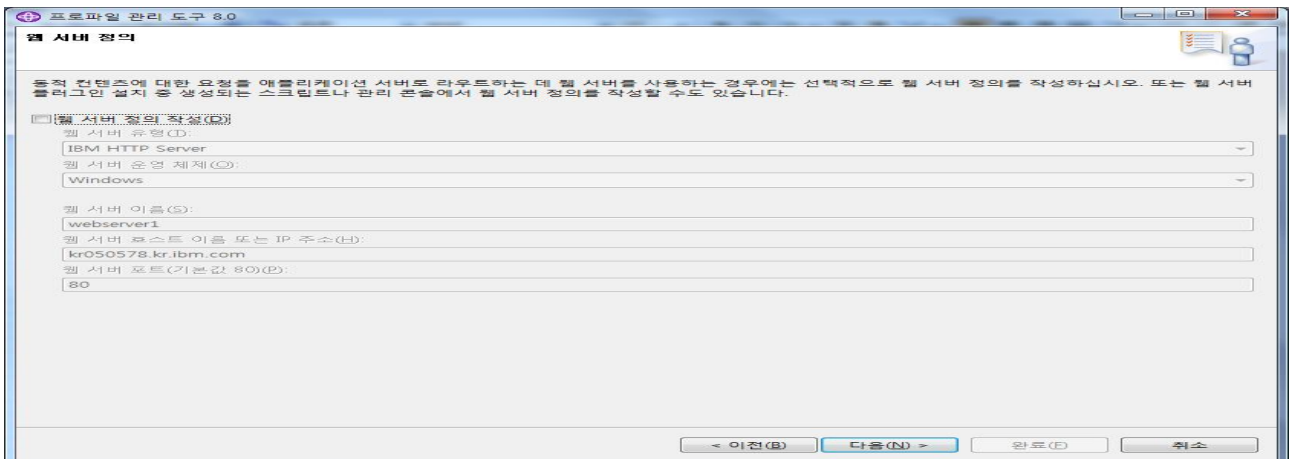 프로파일 관리 도구 8.0
웹 서버 정의
동적 컨텐츠에 대한 요청을 애플리케이션 서버로 라우트하는 데 웹 서버를 사용하는 경우에는 선택적으로 웹 서버 정의를 작성하십시오. 또는 웹 서버
플러그인 설치 중 생성되는 스크립트나 관리 콘솔에서 웹 서버 정의를 작성할 수도 있습니다.
웹 서버 정의 작성(D)
웹 서버 유형(T):
IBM HTTP Server
웹 서버 운영 체제(O):
Windows
웹 서버 이름(S):
webserver1
웹 서버 호스트 이름 또는 IP 주소(H):
kr050578.kr.ibm.com
웹 서버 포트(기본값 80)(P):
80
< 이전(B) 다음(N) > 완료(F) 취소